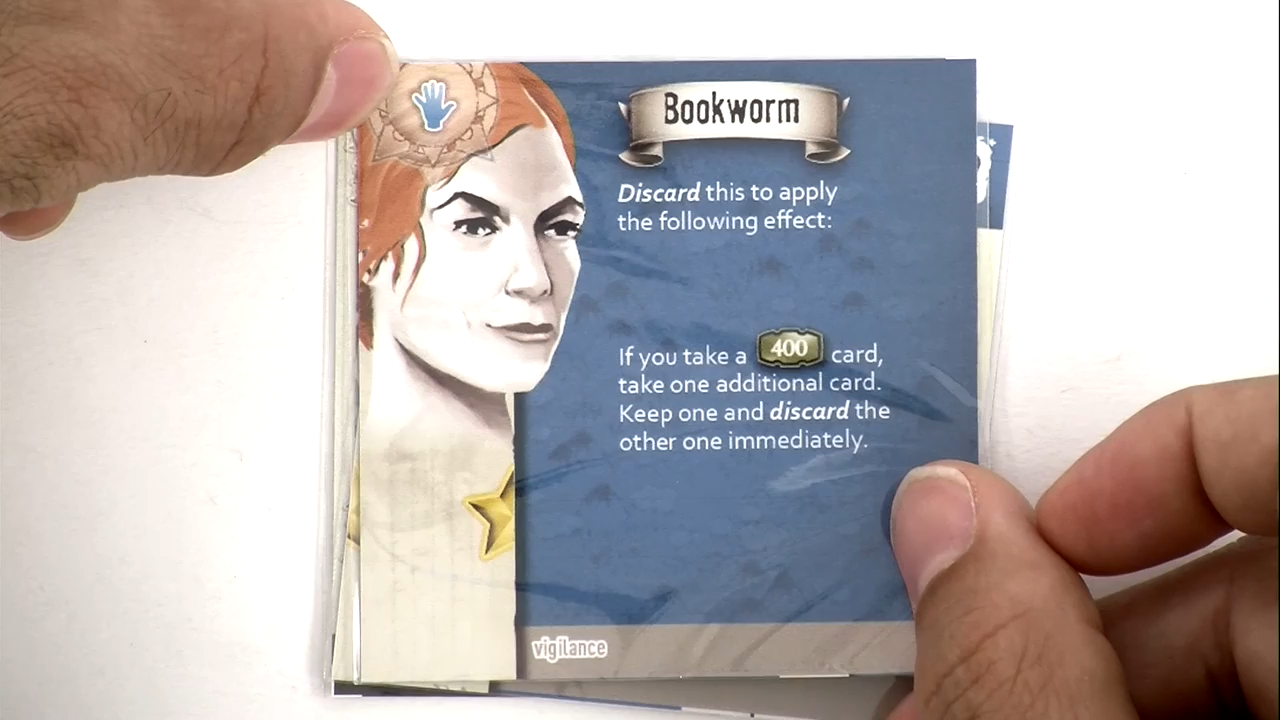 Bookworm
Discard this to apply
the following effect:
If you take a 400 card,
take one additional card.
Keep one and discard the
other one immediately.
vigilance